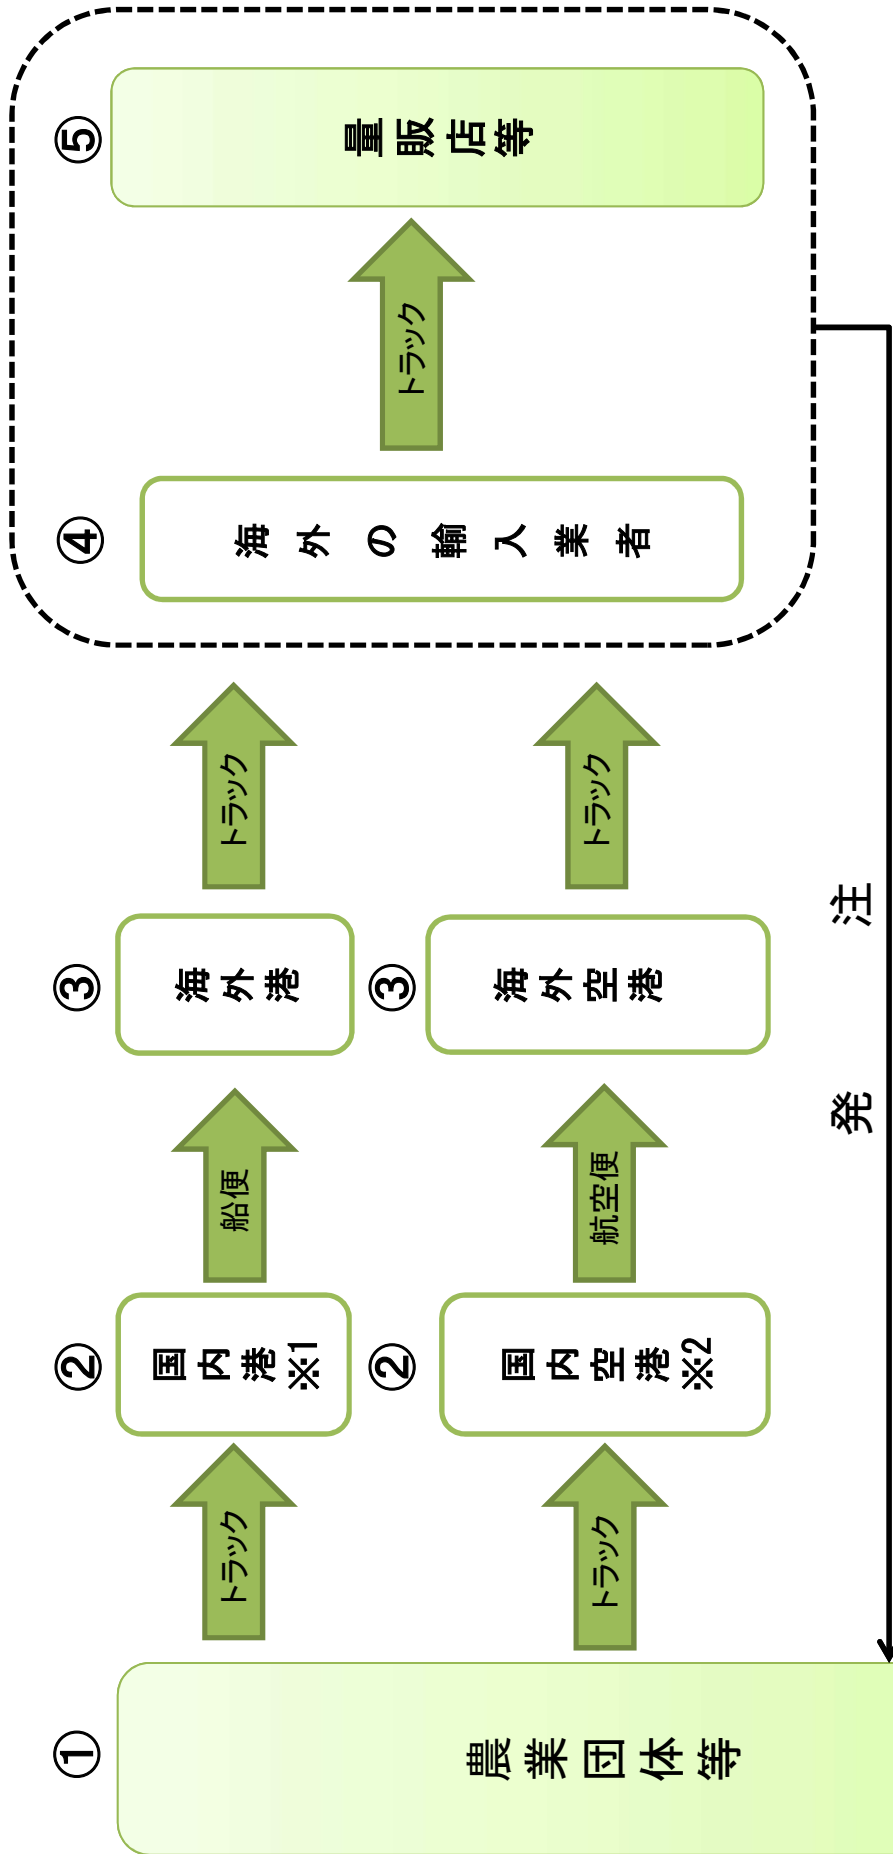 ①
農業団体等
トラック
トラック
②
国内港
※1
②
国内空港
※2
船便
航空便
③
海外港
③
海外空港
トラック
トラック
④
海外の輸入業者
トラック
⑤
量販店等
発注